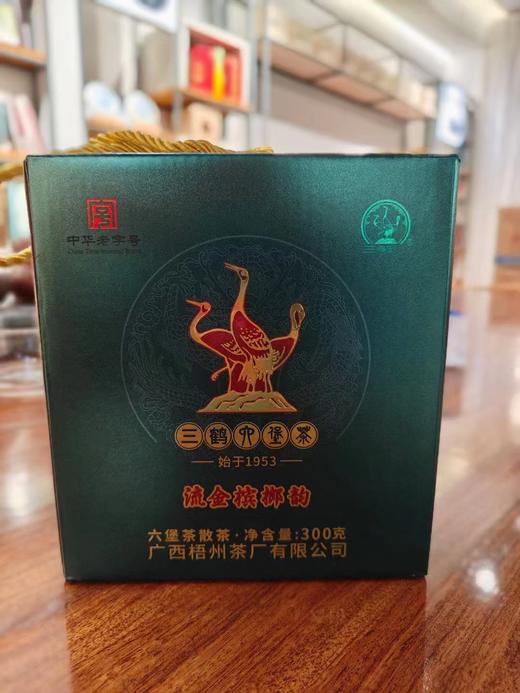 中华老字号
China Time-honored Brand
三鹤六堡茶
始于1953
流金槟榔韵
六堡茶散茶·净含量:300克
广西梧州茶厂有限公司